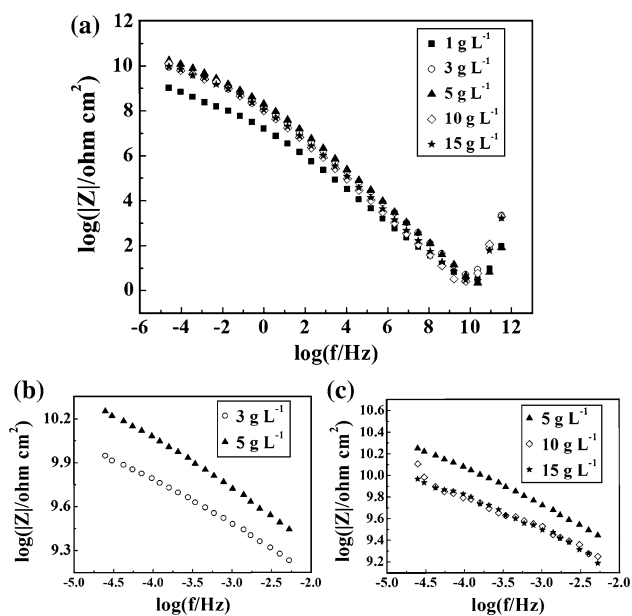 (a)
12
10
8
6
4
2
0
log(|Z|/ohm cm²)
1 g L⁻¹
3 g L⁻¹
5 g L⁻¹
10 g L⁻¹
15 g L⁻¹
-6 -4 -2 0 2 4 6 8 10 12
log(f/Hz)
(b)
10.2
9.9
9.6
9.3
log(|Z|/ohm cm²)
3 g L⁻¹
5 g L⁻¹
-5.0 -4.5 -4.0 -3.5 -3.0 -2.5 -2.0
log(f/Hz)
(c)
10.6
10.4
10.2
10.0
9.8
9.6
9.4
9.2
log(|Z|/ohm cm²)
5 g L⁻¹
10 g L⁻¹
15 g L⁻¹
-5.0 -4.5 -4.0 -3.5 -3.0 -2.5 -2.0
log(f/Hz)